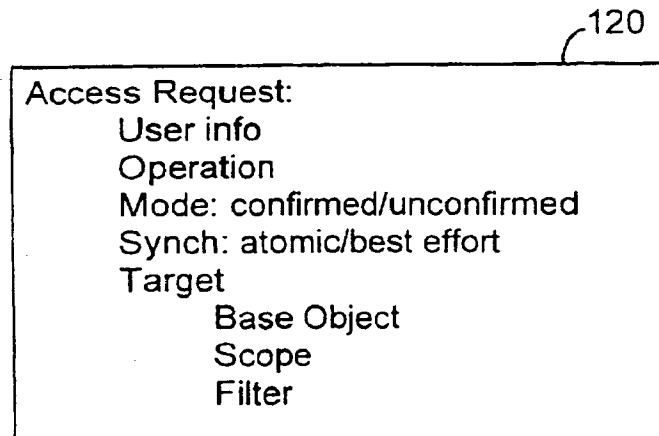 120
Access Request:
User info
Operation
Mode: confirmed/unconfirmed
Synch: atomic/best effort
Target
Base Object
Scope
Filter